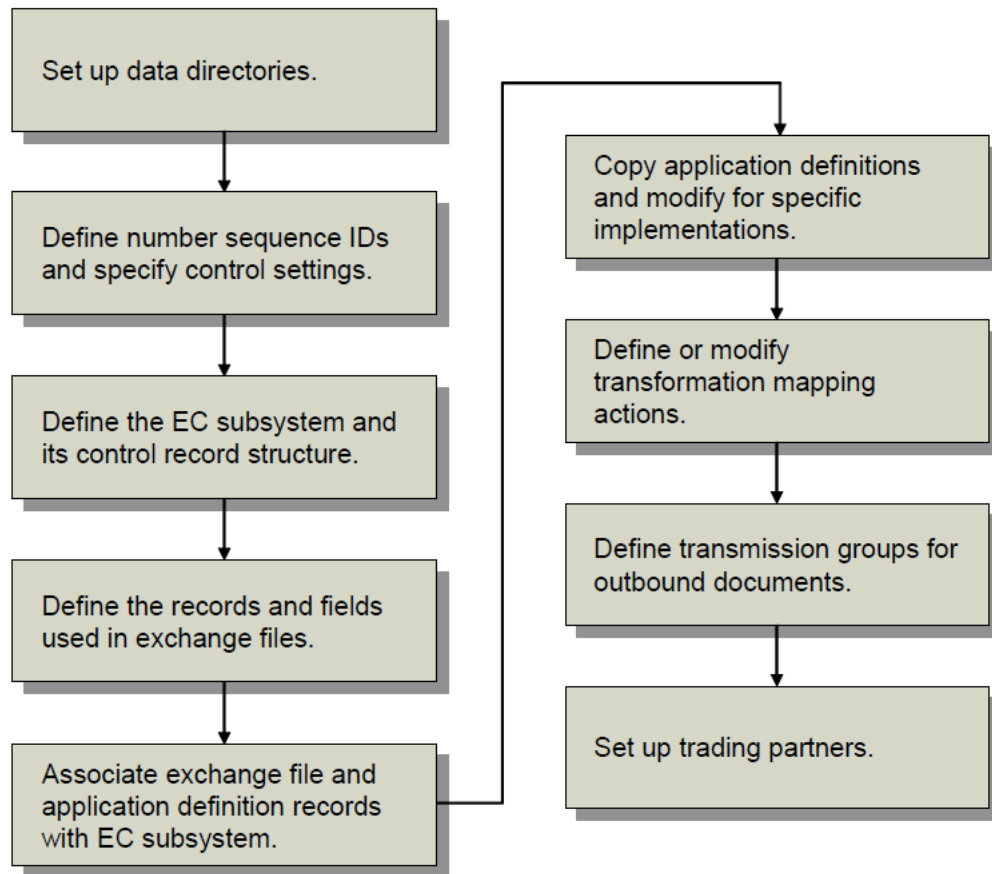 Set up data directories.
Define number sequence IDs
and specify control settings.
Define the EC subsystem and
its control record structure.
Define the records and fields
used in exchange files.
Associate exchange file and
application definition records
with EC subsystem.
Copy application definitions
and modify for specific
implementations.
Define or modify
transformation mapping
actions.
Define transmission groups for
outbound documents.
Set up trading partners.